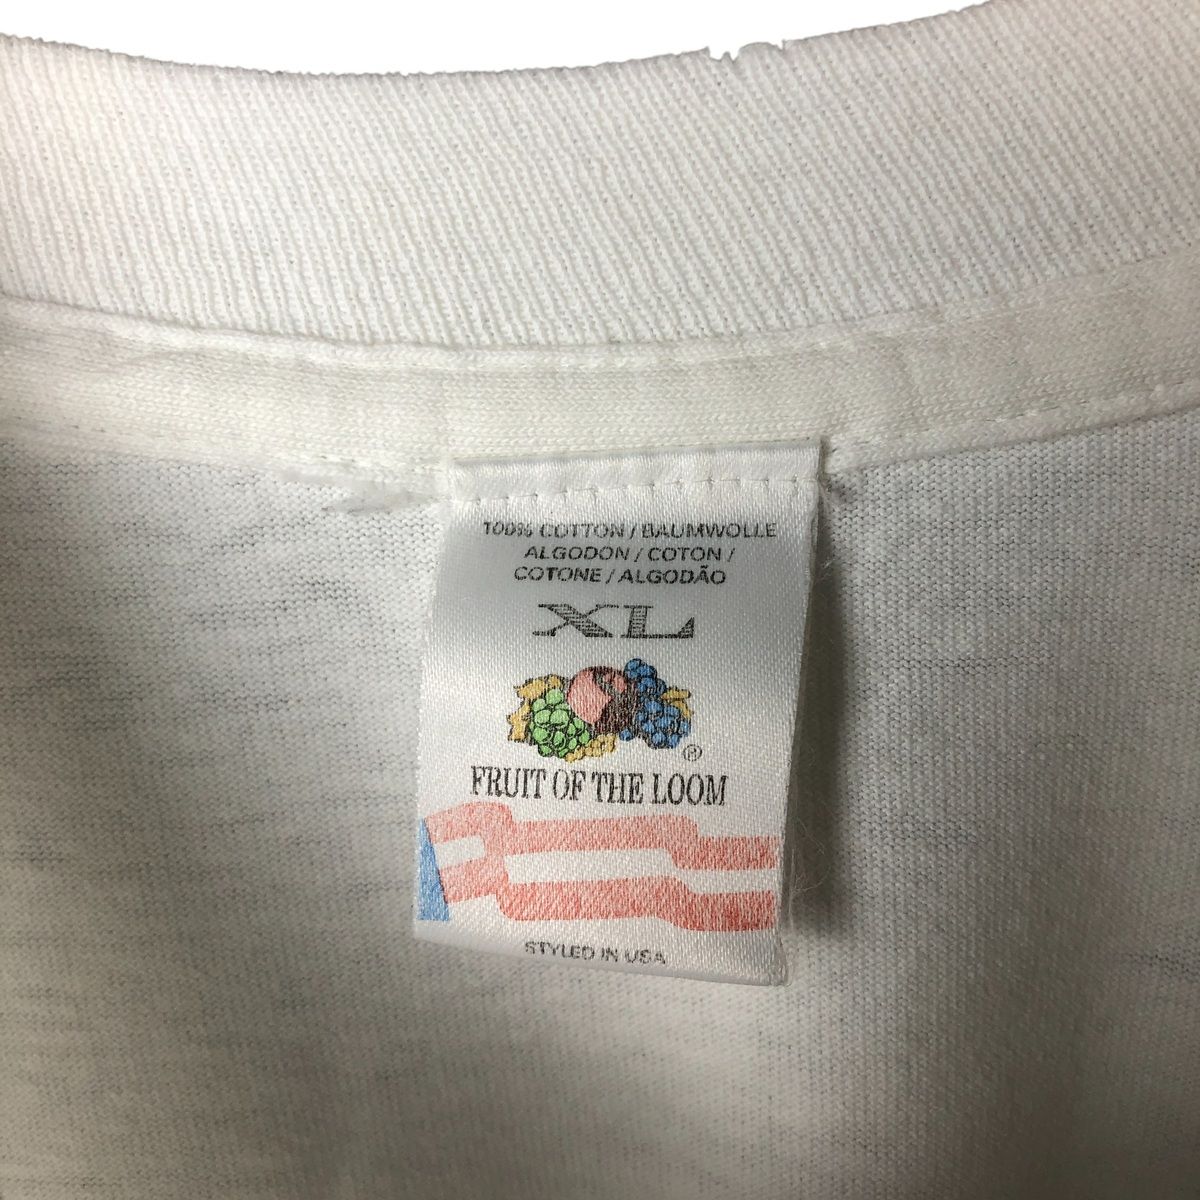 100% COTTON / BAUMWOLLE
ALGODON / COTON /
COTONE / ALGODÃO
XL
®
FRUIT OF THE LOOM
STYLED IN USA